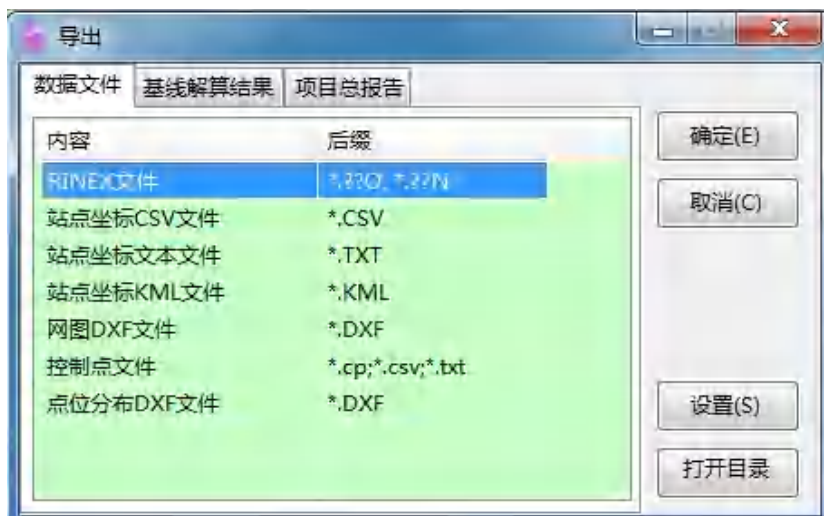 导出
数据文件 基线解算结果 项目总报告
内容 后缀
RINEX文件 *.??O, *.??N
站点坐标CSV文件 *.CSV
站点坐标文本文件 *.TXT
站点坐标KML文件 *.KML
网图DXF文件 *.DXF
控制点文件 *.cp;*.csv;*.txt
点位分布DXF文件 *.DXF
确定(E)
取消(C)
设置(S)
打开目录